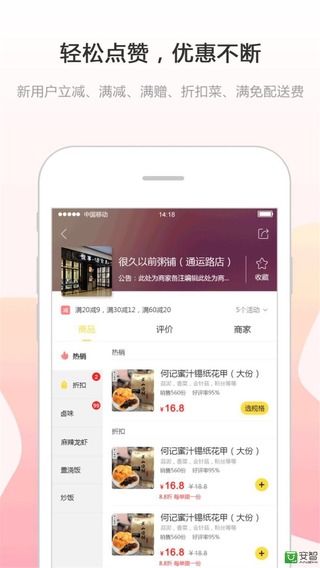 轻松点赞，优惠不断
新用户立减、满减、满赠、折扣菜、满免配送费
中国移动
14:18
很久以前粥铺（通运路店）
公告：此处为商家备注编辑此处为商...
收藏
减 满20减9，满30减12，满60减20 5个活动
商品 评价 商家
热销
折扣
2
卤味
99
麻辣龙虾
盖浇饭
炒饭
热销
何记蜜汁锡纸花甲（大份）
蒜泥，香菜，会针菇，粉丝等等
销售560份 好评率95%
¥16.8
选规格
折扣
何记蜜汁锡纸花甲（大份）
蒜泥，香菜，会针菇，粉丝等等
销售560份 好评率95%
¥16.8 ¥16.8
8.8折 每单限一份
何记蜜汁锡纸花甲（大份）
蒜泥，香菜，会针菇，粉丝等等
销售560份 好评率95%
¥16.8 ¥16.8
8.8折 每单限一份
安智